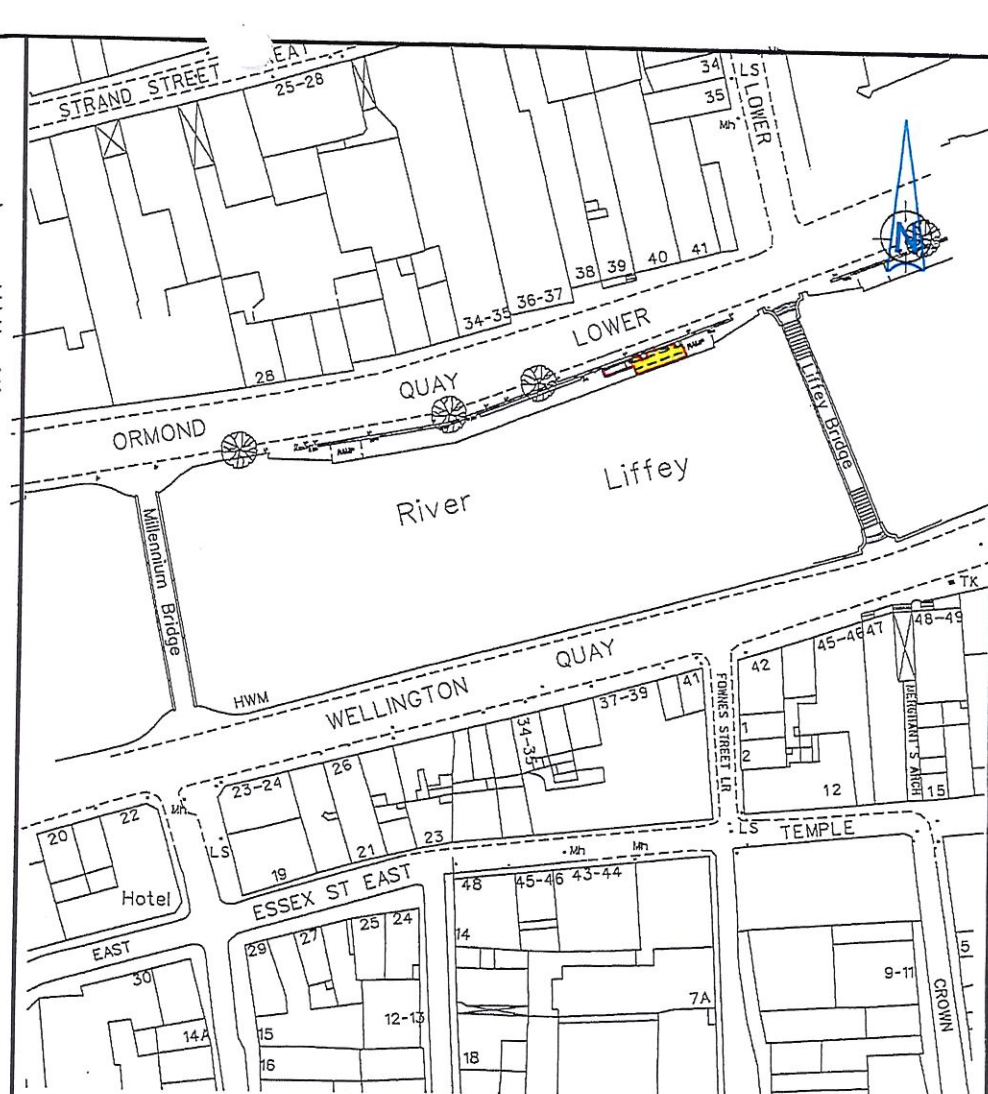 STRAND STREET
25-28
34
LS
35
Mh
LOWER
N
41
40
39
38
36-37
34-35
28
LOWER
QUAY
ORMOND
Liffey Bridge
River Liffey
Millennium Bridge
HWM
WELLINGTON QUAY
TK
48-49
47
45-46
42
41
37-39
34-35
FOWNES STREET LR
MERCHANT'S ARCH
1
2
12
15
26
23-24
22
20
Mh
LS
Hotel
19
21
23
ESSEX ST EAST
EAST
LS
TEMPLE
Mh
Mh
48
45-46
43-44
14
29
27
25
24
30
14A
15
16
12-13
18
7A
9-11
5
CROWN